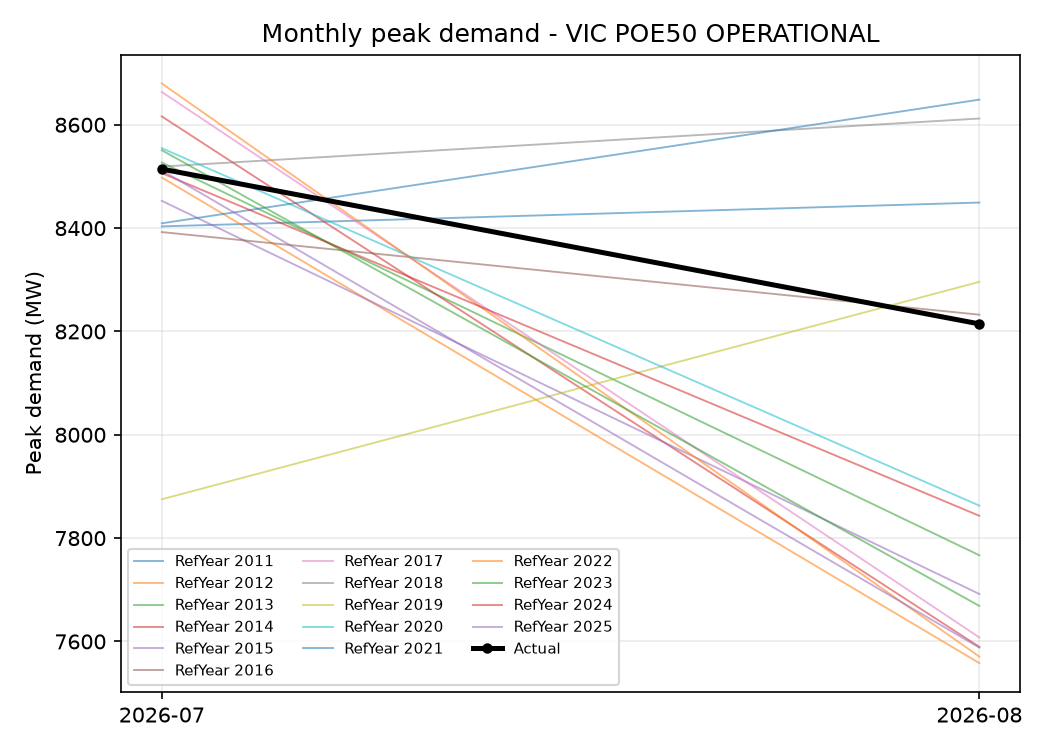 Monthly peak demand - VIC POE50 OPERATIONAL
Peak demand (MW)
8600
8400
8200
8000
7800
7600
2026-07
2026-08
RefYear 2011
RefYear 2012
RefYear 2013
RefYear 2014
RefYear 2015
RefYear 2016
RefYear 2017
RefYear 2018
RefYear 2019
RefYear 2020
RefYear 2021
RefYear 2022
RefYear 2023
RefYear 2024
RefYear 2025
Actual